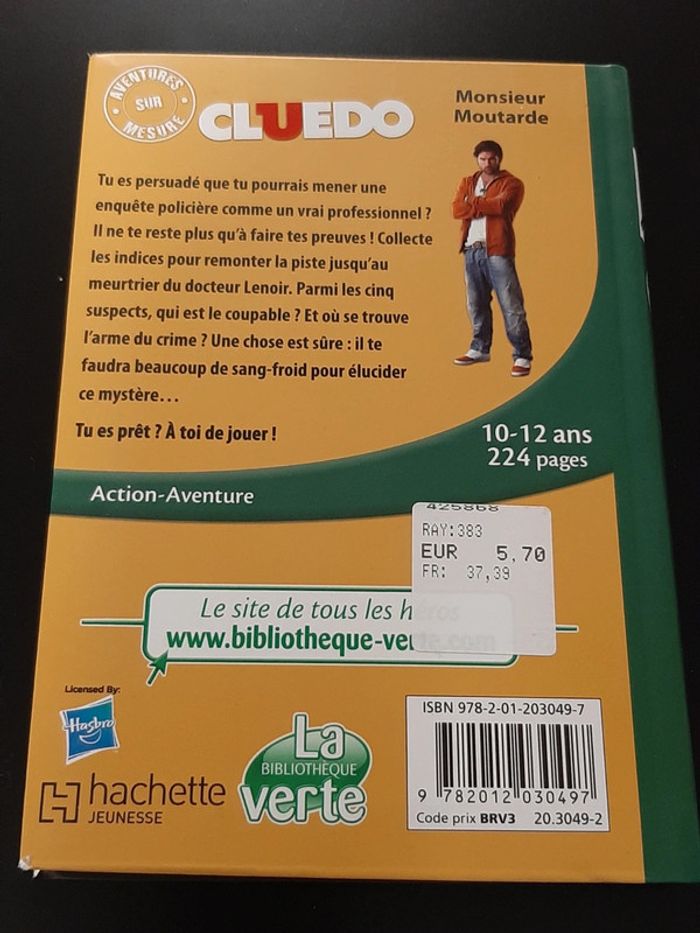 AVENTURES
SUR
MESURE
CLUEDO
Monsieur
Moutarde
Tu es persuadé que tu pourrais mener une
enquête policière comme un vrai professionnel ?
Il ne te reste plus qu'à faire tes preuves ! Collecte
les indices pour remonter la piste jusqu'au
meurtrier du docteur Lenoir. Parmi les cinq
suspects, qui est le coupable ? Et où se trouve
l'arme du crime ? Une chose est sûre : il te
faudra beaucoup de sang-froid pour élucider
ce mystère...
Tu es prêt ? À toi de jouer !
10-12 ans
224 pages
Action-Aventure
425868
RAY:383
EUR 5,70
FR: 37,39
Le site de tous les héros
www.bibliotheque-verte.com
Licensed By:
Hasbro
hachette
JEUNESSE
La
BIBLIOTHÈQUE
verte
ISBN 978-2-01-203049-7
9 782012 030497
Code prix BRV3 20.3049-2